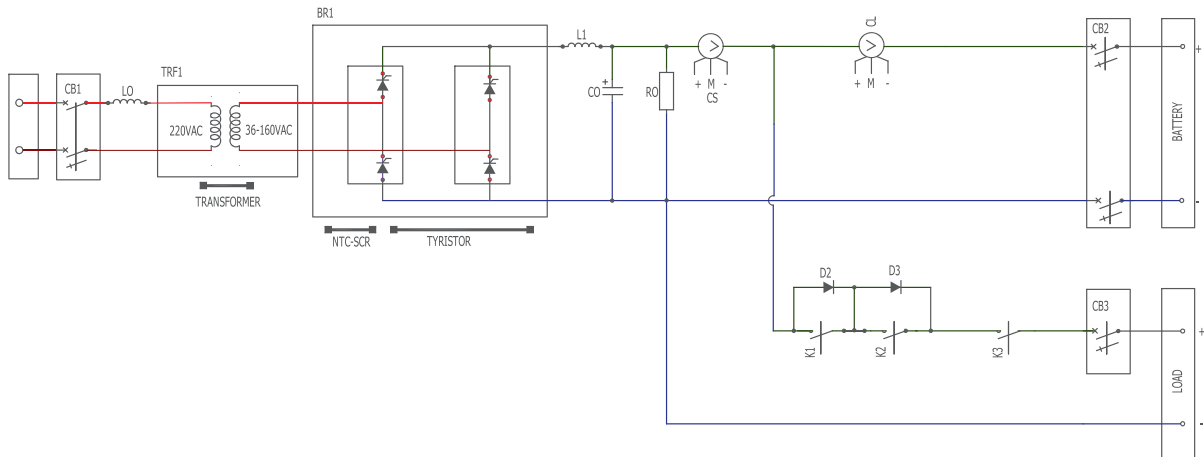 BR1
L1
CL
CB2
+
TRF1
CB1
LO
220VAC
36-160VAC
+
CO
RO
+ M -
CS
+ M -
BATTERY
TRANSFORMER
-
NTC-SCR
TYRISTOR
D2
D3
K1
K2
K3
CB3
+
LOAD
-